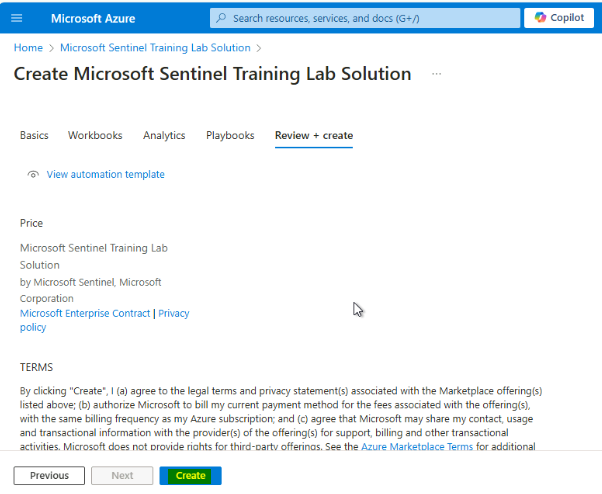 Microsoft Azure
Search resources, services, and docs (G+/)
Copilot
Home > Microsoft Sentinel Training Lab Solution >
Create Microsoft Sentinel Training Lab Solution ...
Basics Workbooks Analytics Playbooks Review + create
View automation template
Price
Microsoft Sentinel Training Lab
Solution
by Microsoft Sentinel, Microsoft
Corporation
Microsoft Enterprise Contract | Privacy
policy
TERMS
By clicking "Create", I (a) agree to the legal terms and privacy statement(s) associated with the Marketplace offering(s)
listed above; (b) authorize Microsoft to bill my current payment method for the fees associated with the offering(s),
with the same billing frequency as my Azure subscription; and (c) agree that Microsoft may share my contact, usage
and transactional information with the provider(s) of the offering(s) for support, billing and other transactional
activities. Microsoft does not provide rights for third-party offerings. See the Azure Marketplace Terms for additional
Previous Next Create